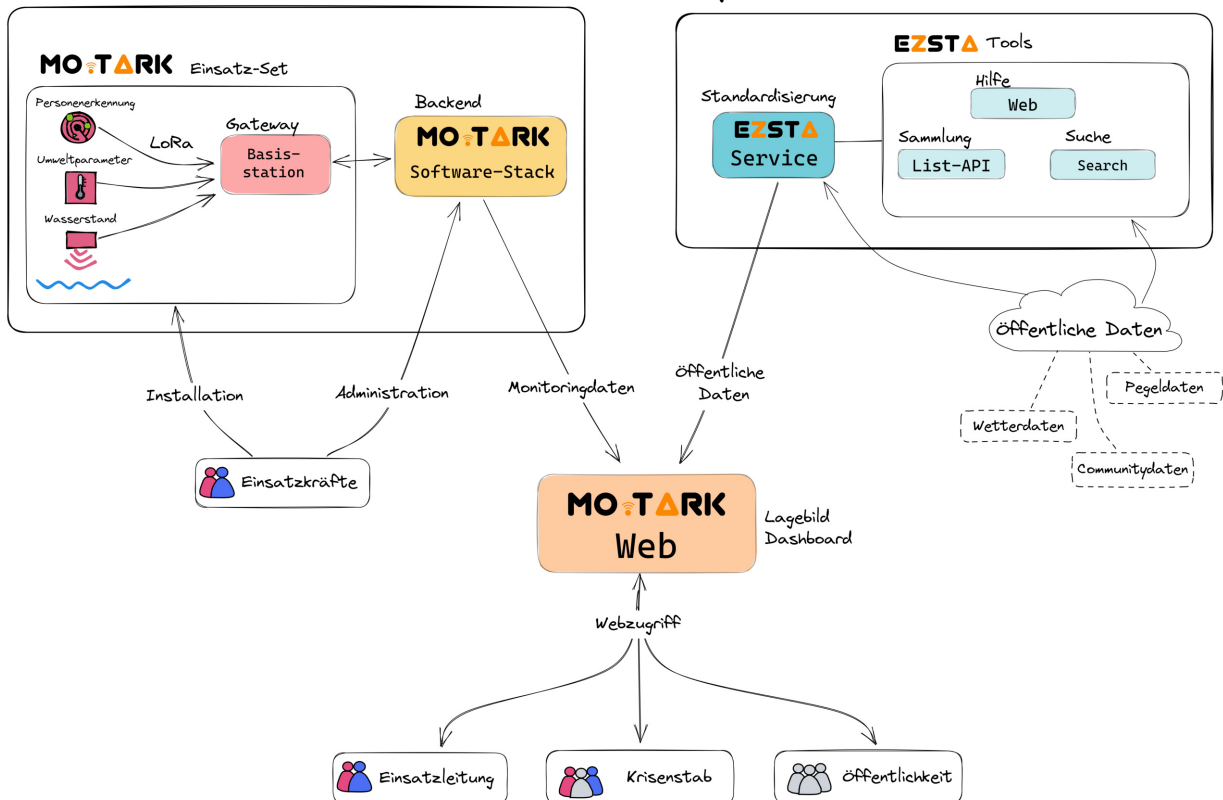 MOTARK Einsatz-Set
Personenerkennung
LoRa
Umweltparameter
Wasserstand
Gateway
Basis-
station
Backend
MOTARK
Software-Stack
EZSTA Tools
Standardisierung
EZSTA
Service
Hilfe
Web
Sammlung
List-API
Suche
Search
öffentliche Daten
Pegeldaten
Wetterdaten
Communitydaten
Installation
Administration
Monitoringdaten
öffentliche
Daten
Einsatzkräfte
MOTARK
Web
Lagebild
Dashboard
Webzugriff
Einsatzleitung
Krisenstab
öffentlichkeit